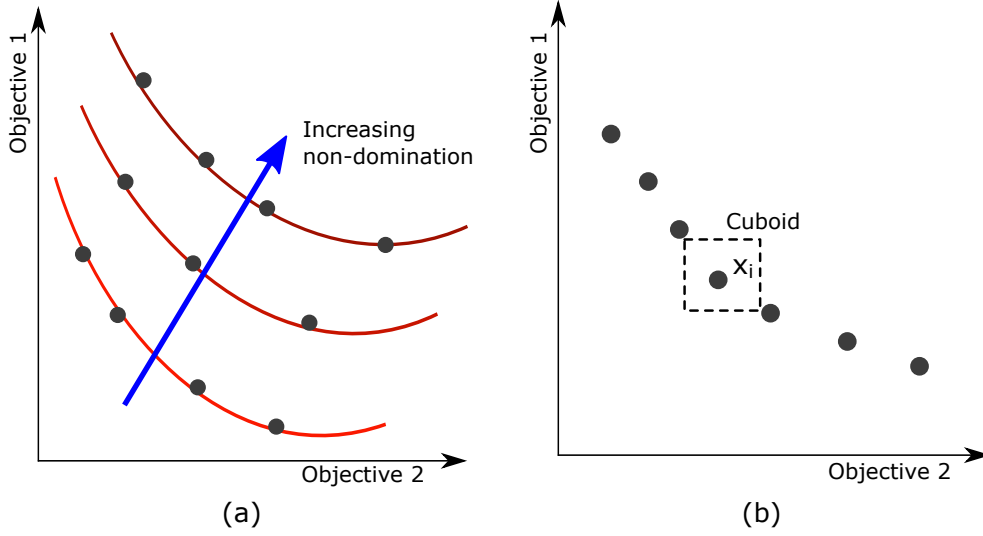 Objective 1
Increasing
non-domination
Objective 2
(a)
Objective 1
Cuboid
xi
Objective 2
(b)